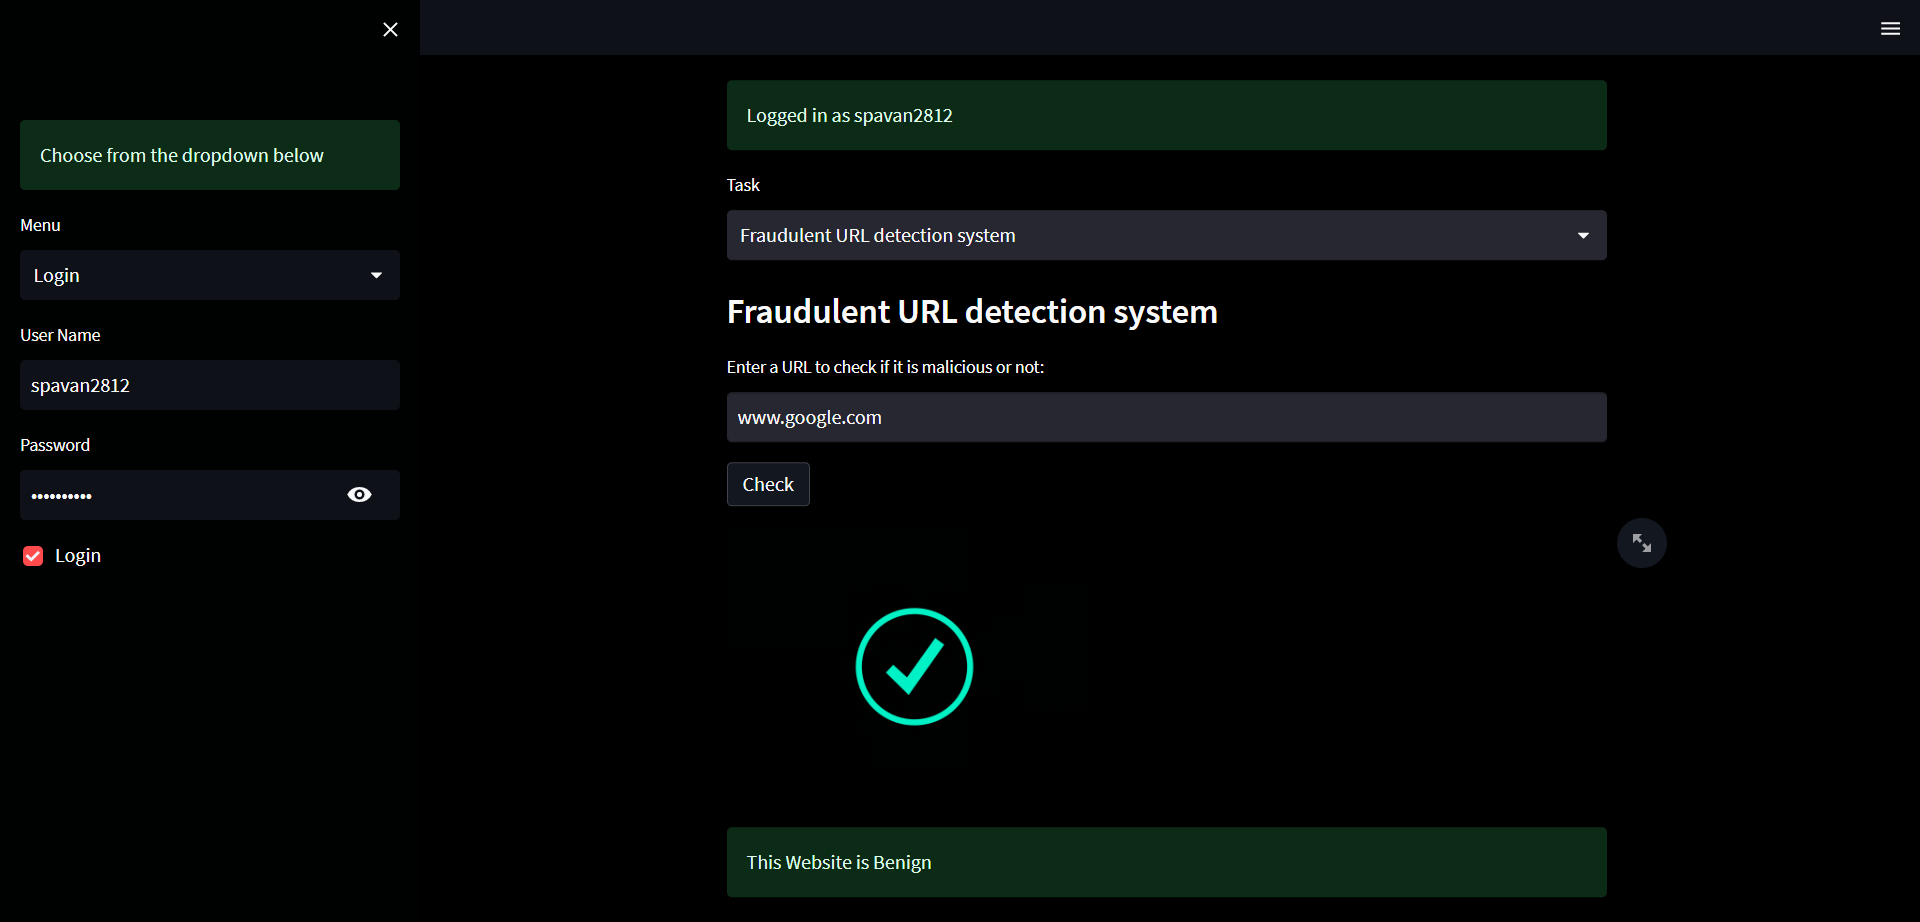 Choose from the dropdown below
Menu
Login
User Name
spavan2812
Password
••••••••••
Login
Logged in as spavan2812
Task
Fraudulent URL detection system
Fraudulent URL detection system
Enter a URL to check if it is malicious or not:
www.google.com
Check
This Website is Benign